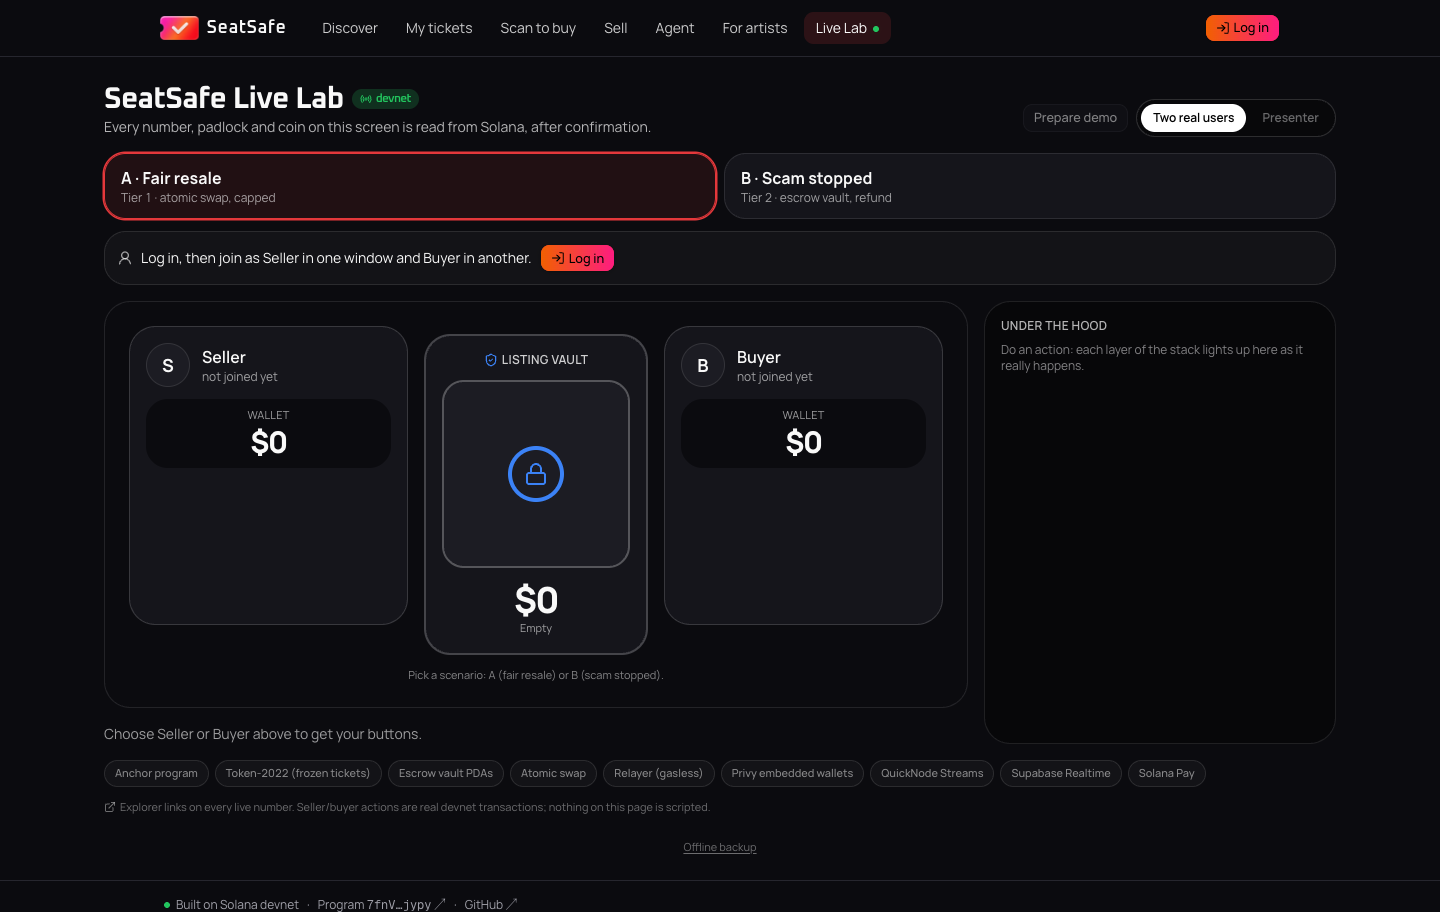 SeatSafe
Discover
My tickets
Scan to buy
Sell
Agent
For artists
Live Lab
Log in
SeatSafe Live Lab
devnet
Every number, padlock and coin on this screen is read from Solana, after confirmation.
Prepare demo
Two real users
Presenter
A · Fair resale
Tier 1 · atomic swap, capped
B · Scam stopped
Tier 2 · escrow vault, refund
Log in, then join as Seller in one window and Buyer in another.
Log in
S
Seller
not joined yet
WALLET
$0
LISTING VAULT
$0
Empty
B
Buyer
not joined yet
WALLET
$0
Pick a scenario: A (fair resale) or B (scam stopped).
UNDER THE HOOD
Do an action: each layer of the stack lights up here as it
really happens.
Choose Seller or Buyer above to get your buttons.
Anchor program
Token-2022 (frozen tickets)
Escrow vault PDAs
Atomic swap
Relayer (gasless)
Privy embedded wallets
QuickNode Streams
Supabase Realtime
Solana Pay
Explorer links on every live number. Seller/buyer actions are real devnet transactions; nothing on this page is scripted.
Offline backup
Built on Solana devnet · Program 7fnV…jypy ↗ · GitHub ↗